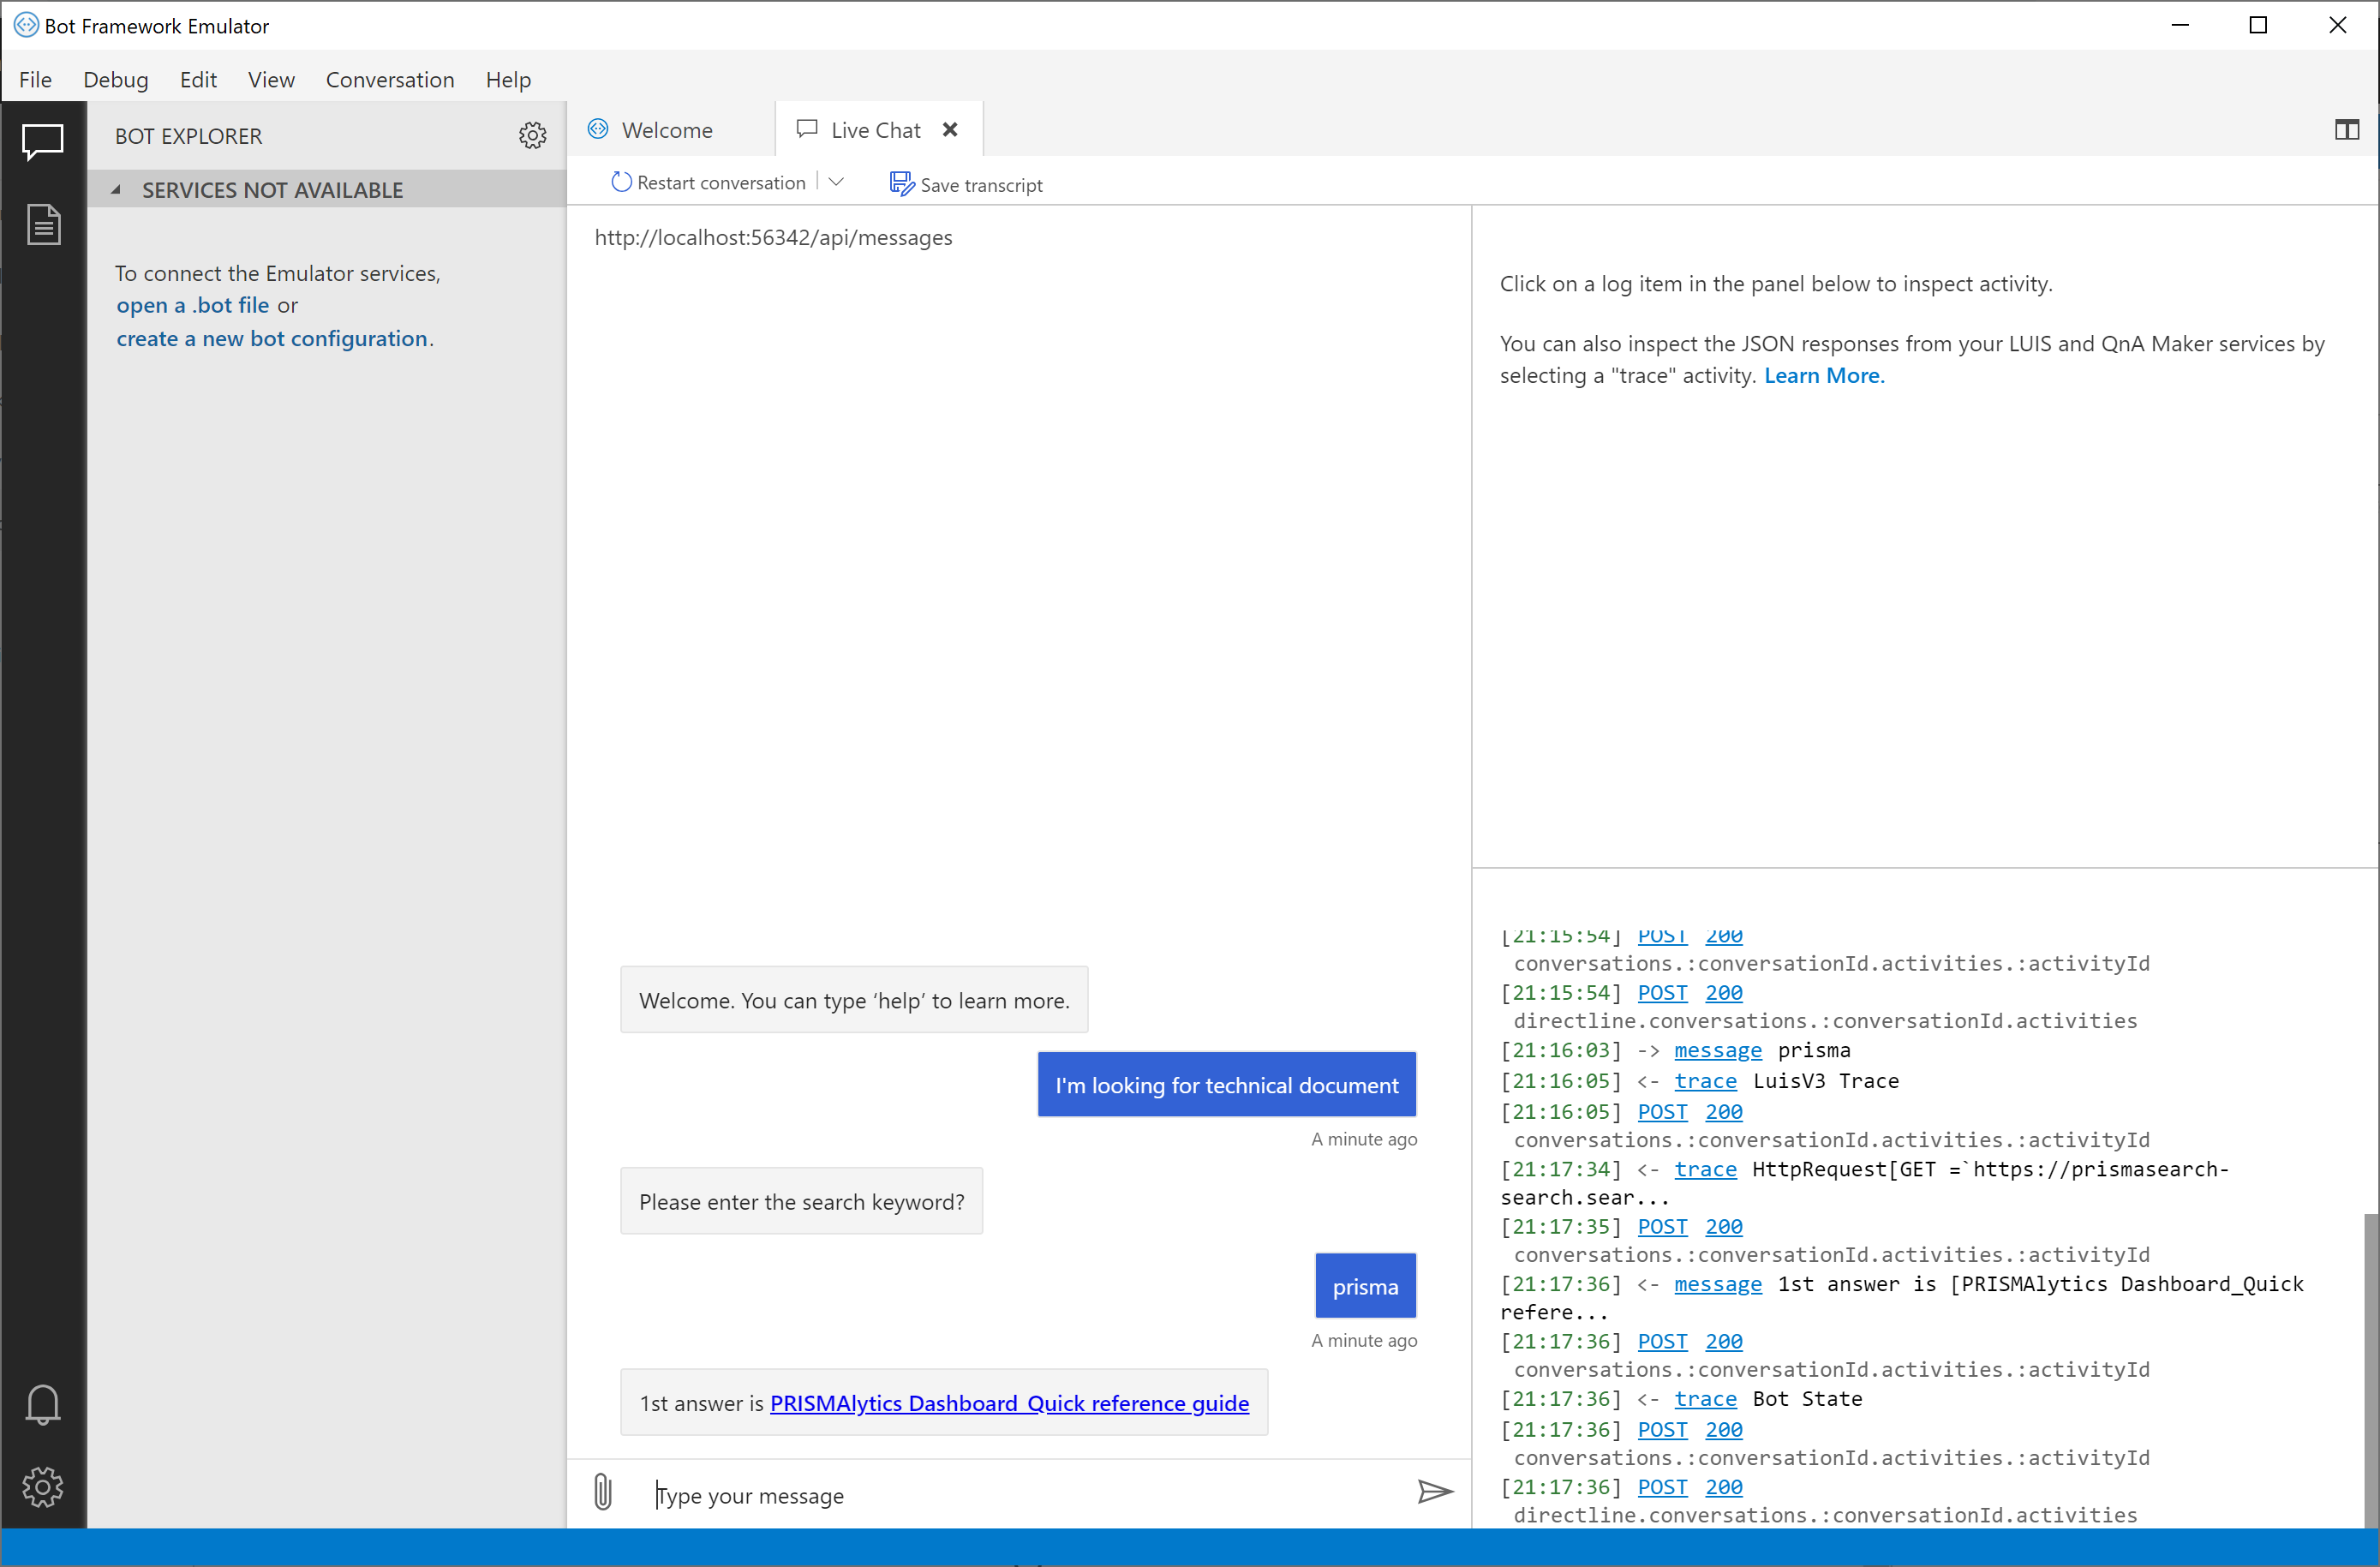 Bot Framework Emulator
File Debug Edit View Conversation Help
BOT EXPLORER
SERVICES NOT AVAILABLE
To connect the Emulator services,
open a .bot file or
create a new bot configuration.
Welcome Live Chat
Restart conversation Save transcript
http://localhost:56342/api/messages
Welcome. You can type ‘help’ to learn more.
I'm looking for technical document
A minute ago
Please enter the search keyword?
prisma
A minute ago
1st answer is PRISMAlytics Dashboard_Quick reference guide
Type your message
Click on a log item in the panel below to inspect activity.
You can also inspect the JSON responses from your LUIS and QnA Maker services by
selecting a "trace" activity. Learn More.
[21:15:54] POST 200
conversations.:conversationId.activities.:activityId
[21:15:54] POST 200
directline.conversations.:conversationId.activities
[21:16:03] -> message prisma
[21:16:05] <- trace LuisV3 Trace
[21:16:05] POST 200
conversations.:conversationId.activities.:activityId
[21:17:34] <- trace HttpRequest[GET =`https://prismasearch-
search.sear...
[21:17:35] POST 200
conversations.:conversationId.activities.:activityId
[21:17:36] <- message 1st answer is [PRISMAlytics Dashboard_Quick
refere...
[21:17:36] POST 200
conversations.:conversationId.activities.:activityId
[21:17:36] <- trace Bot State
[21:17:36] POST 200
conversations.:conversationId.activities.:activityId
[21:17:36] POST 200
directline.conversations.:conversationId.activities